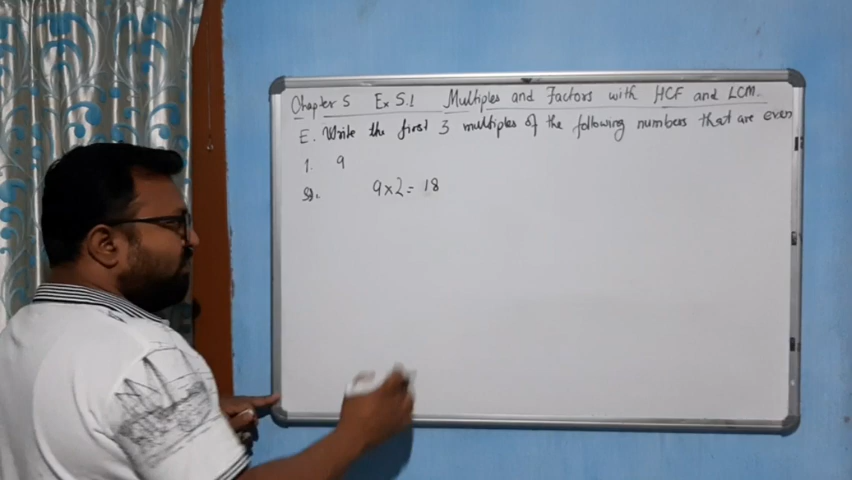 Chapter 5 Ex 5.1 Multiples and Factors with HCF and LCM.
E. Write the first 3 multiples of the following numbers that are even
1. 9
Sol.
9×2=18